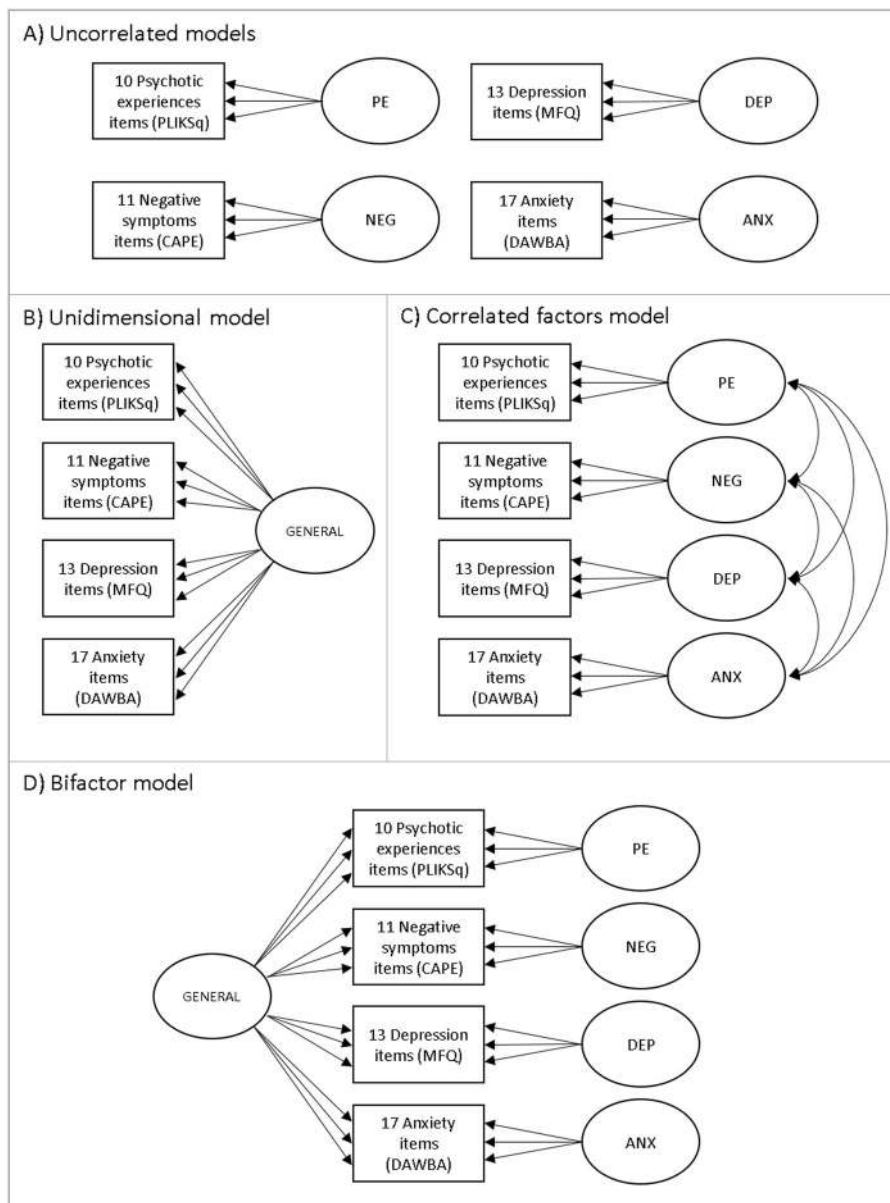 A) Uncorrelated models
10 Psychotic
experiences
items (PLIKSq)
PE
13 Depression
items (MFQ)
DEP
11 Negative
symptoms
items (CAPE)
NEG
17 Anxiety
items
(DAWBA)
ANX
B) Unidimensional model
10 Psychotic
experiences
items (PLIKSq)
11 Negative
symptoms
items (CAPE)
GENERAL
13 Depression
items (MFQ)
17 Anxiety
items
(DAWBA)
C) Correlated factors model
10 Psychotic
experiences
items (PLIKSq)
PE
11 Negative
symptoms
items (CAPE)
NEG
13 Depression
items (MFQ)
DEP
17 Anxiety
items
(DAWBA)
ANX
D) Bifactor model
10 Psychotic
experiences
items (PLIKSq)
PE
11 Negative
symptoms
items (CAPE)
NEG
GENERAL
13 Depression
items (MFQ)
DEP
17 Anxiety
items
(DAWBA)
ANX